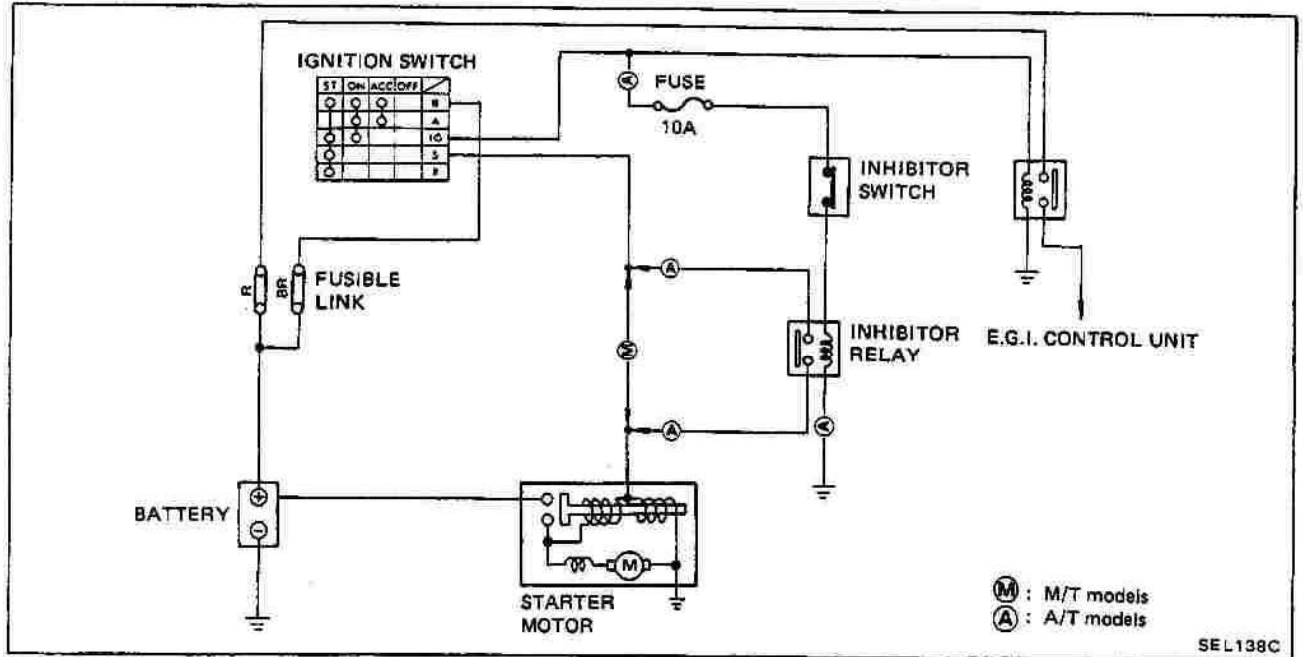 IGNITION SWITCH
ST ON ACC OFF
B
A
IG
S
R
FUSE
10A
A
INHIBITOR
SWITCH
R
BR
FUSIBLE
LINK
A
M
A
INHIBITOR
RELAY
A
E.G.I. CONTROL UNIT
BATTERY
+
-
M
STARTER
MOTOR
M : M/T models
A : A/T models
SEL138C